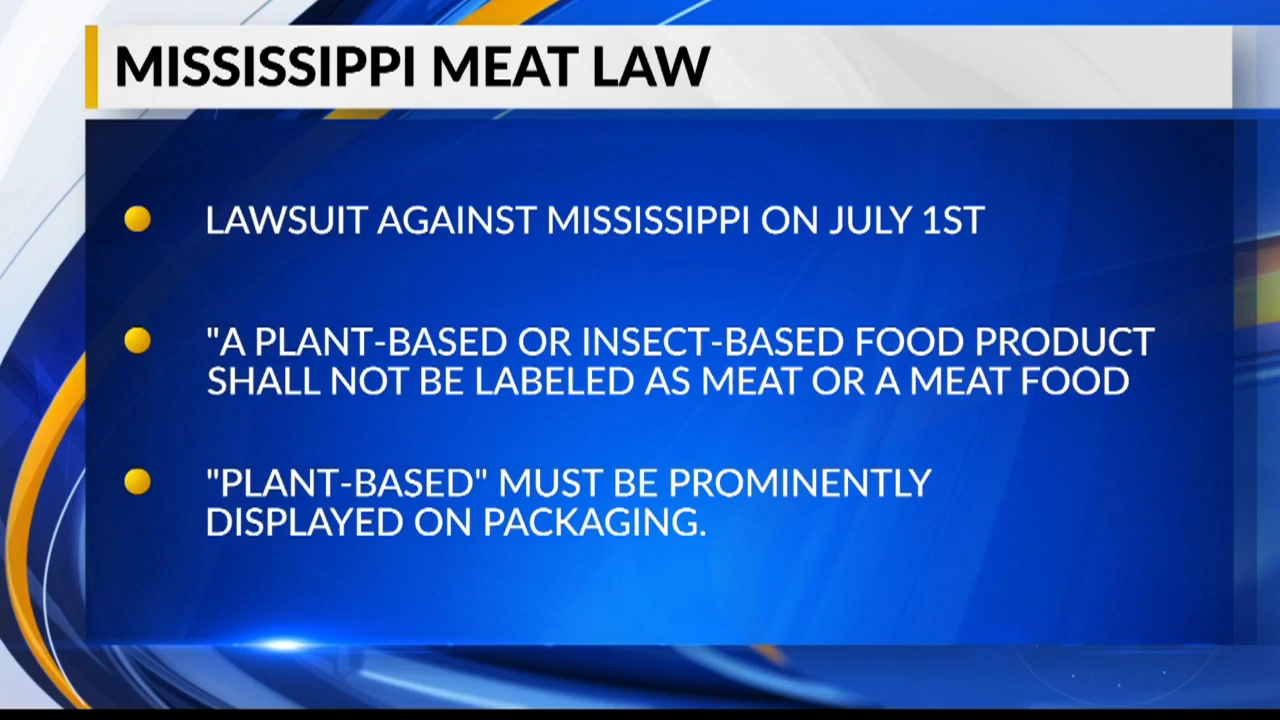 MISSISSIPPI MEAT LAW
LAWSUIT AGAINST MISSISSIPPI ON JULY 1ST
"A PLANT-BASED OR INSECT-BASED FOOD PRODUCT
SHALL NOT BE LABELED AS MEAT OR A MEAT FOOD
"PLANT-BASED" MUST BE PROMINENTLY
DISPLAYED ON PACKAGING.